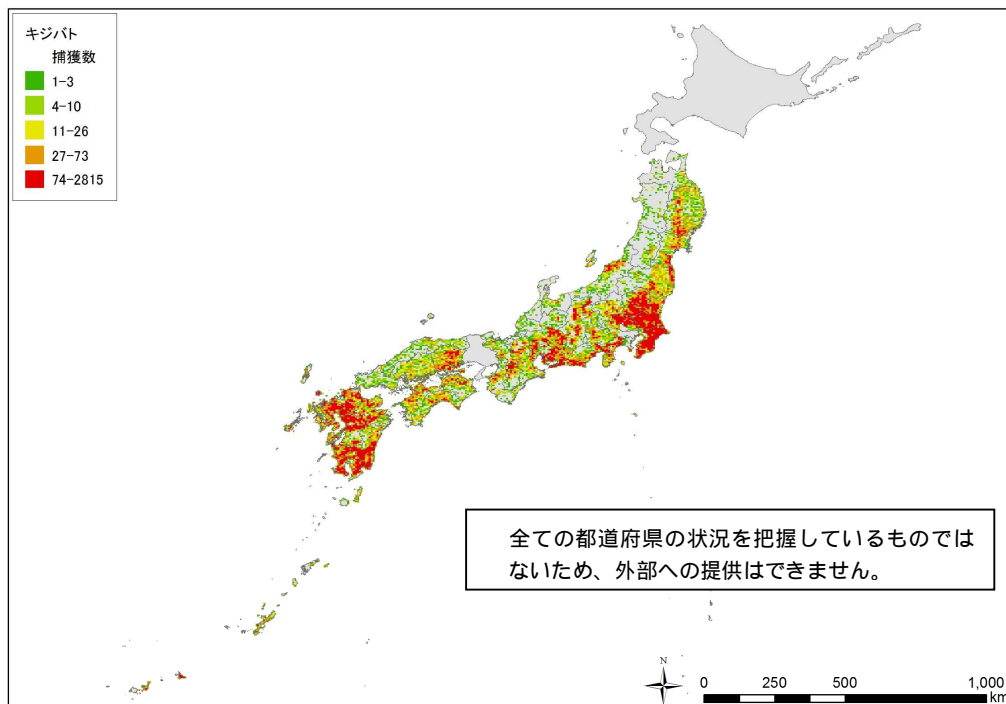 キジバト
捕獲数
1-3
4-10
11-26
27-73
74-2815
全ての都道府県の状況を把握しているものでは
ないため、外部への提供はできません。
N
0 250 500 1,000
km